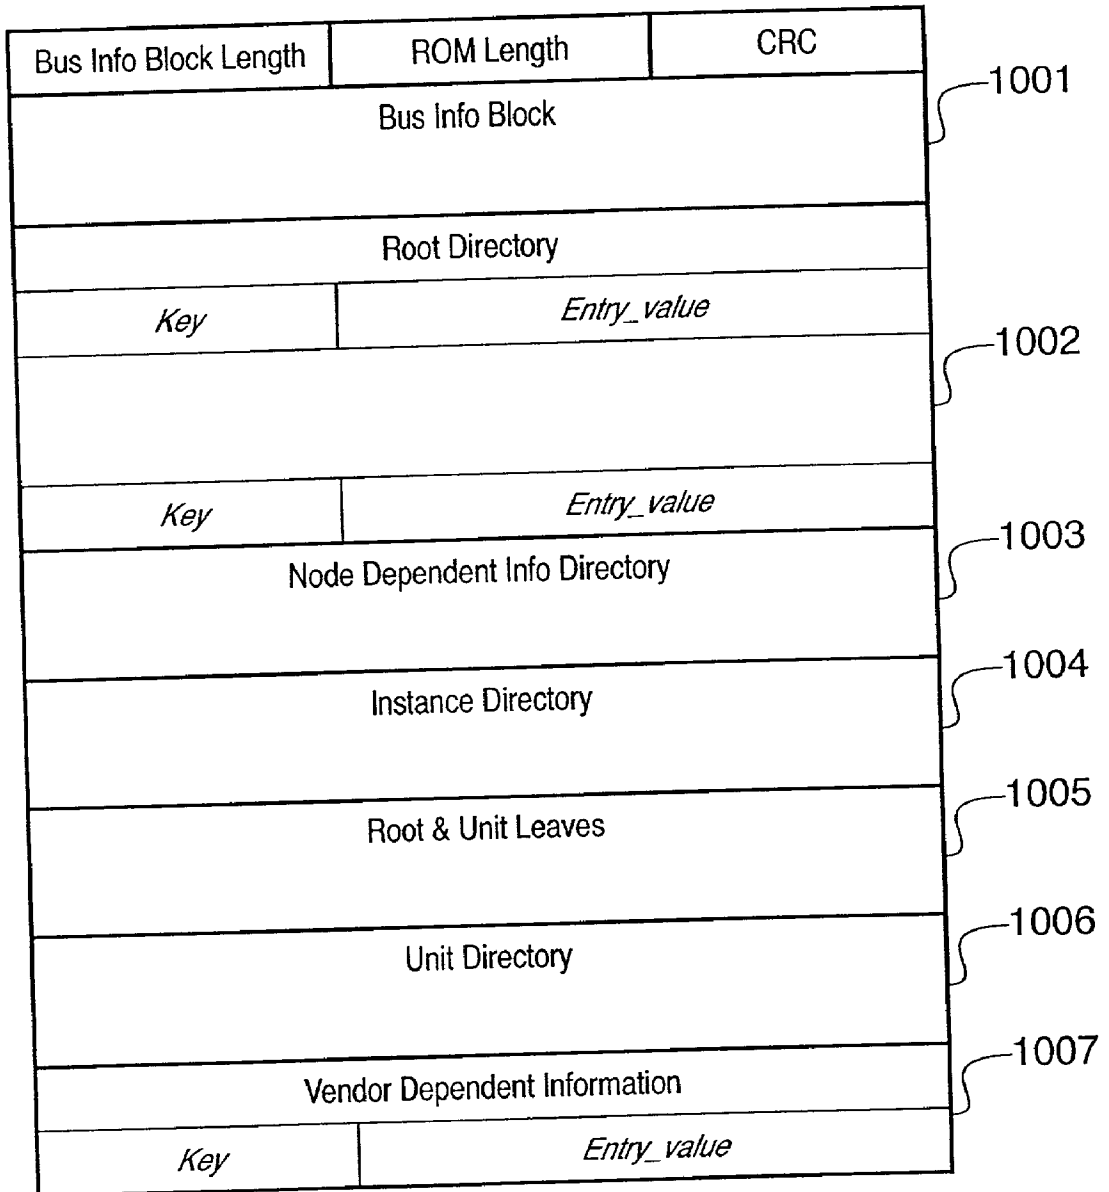 Bus Info Block Length ROM Length CRC
1001
Bus Info Block
Root Directory
Key Entry_value
1002
Key Entry_value
1003
Node Dependent Info Directory
1004
Instance Directory
1005
Root & Unit Leaves
1006
Unit Directory
1007
Vendor Dependent Information
Key Entry_value